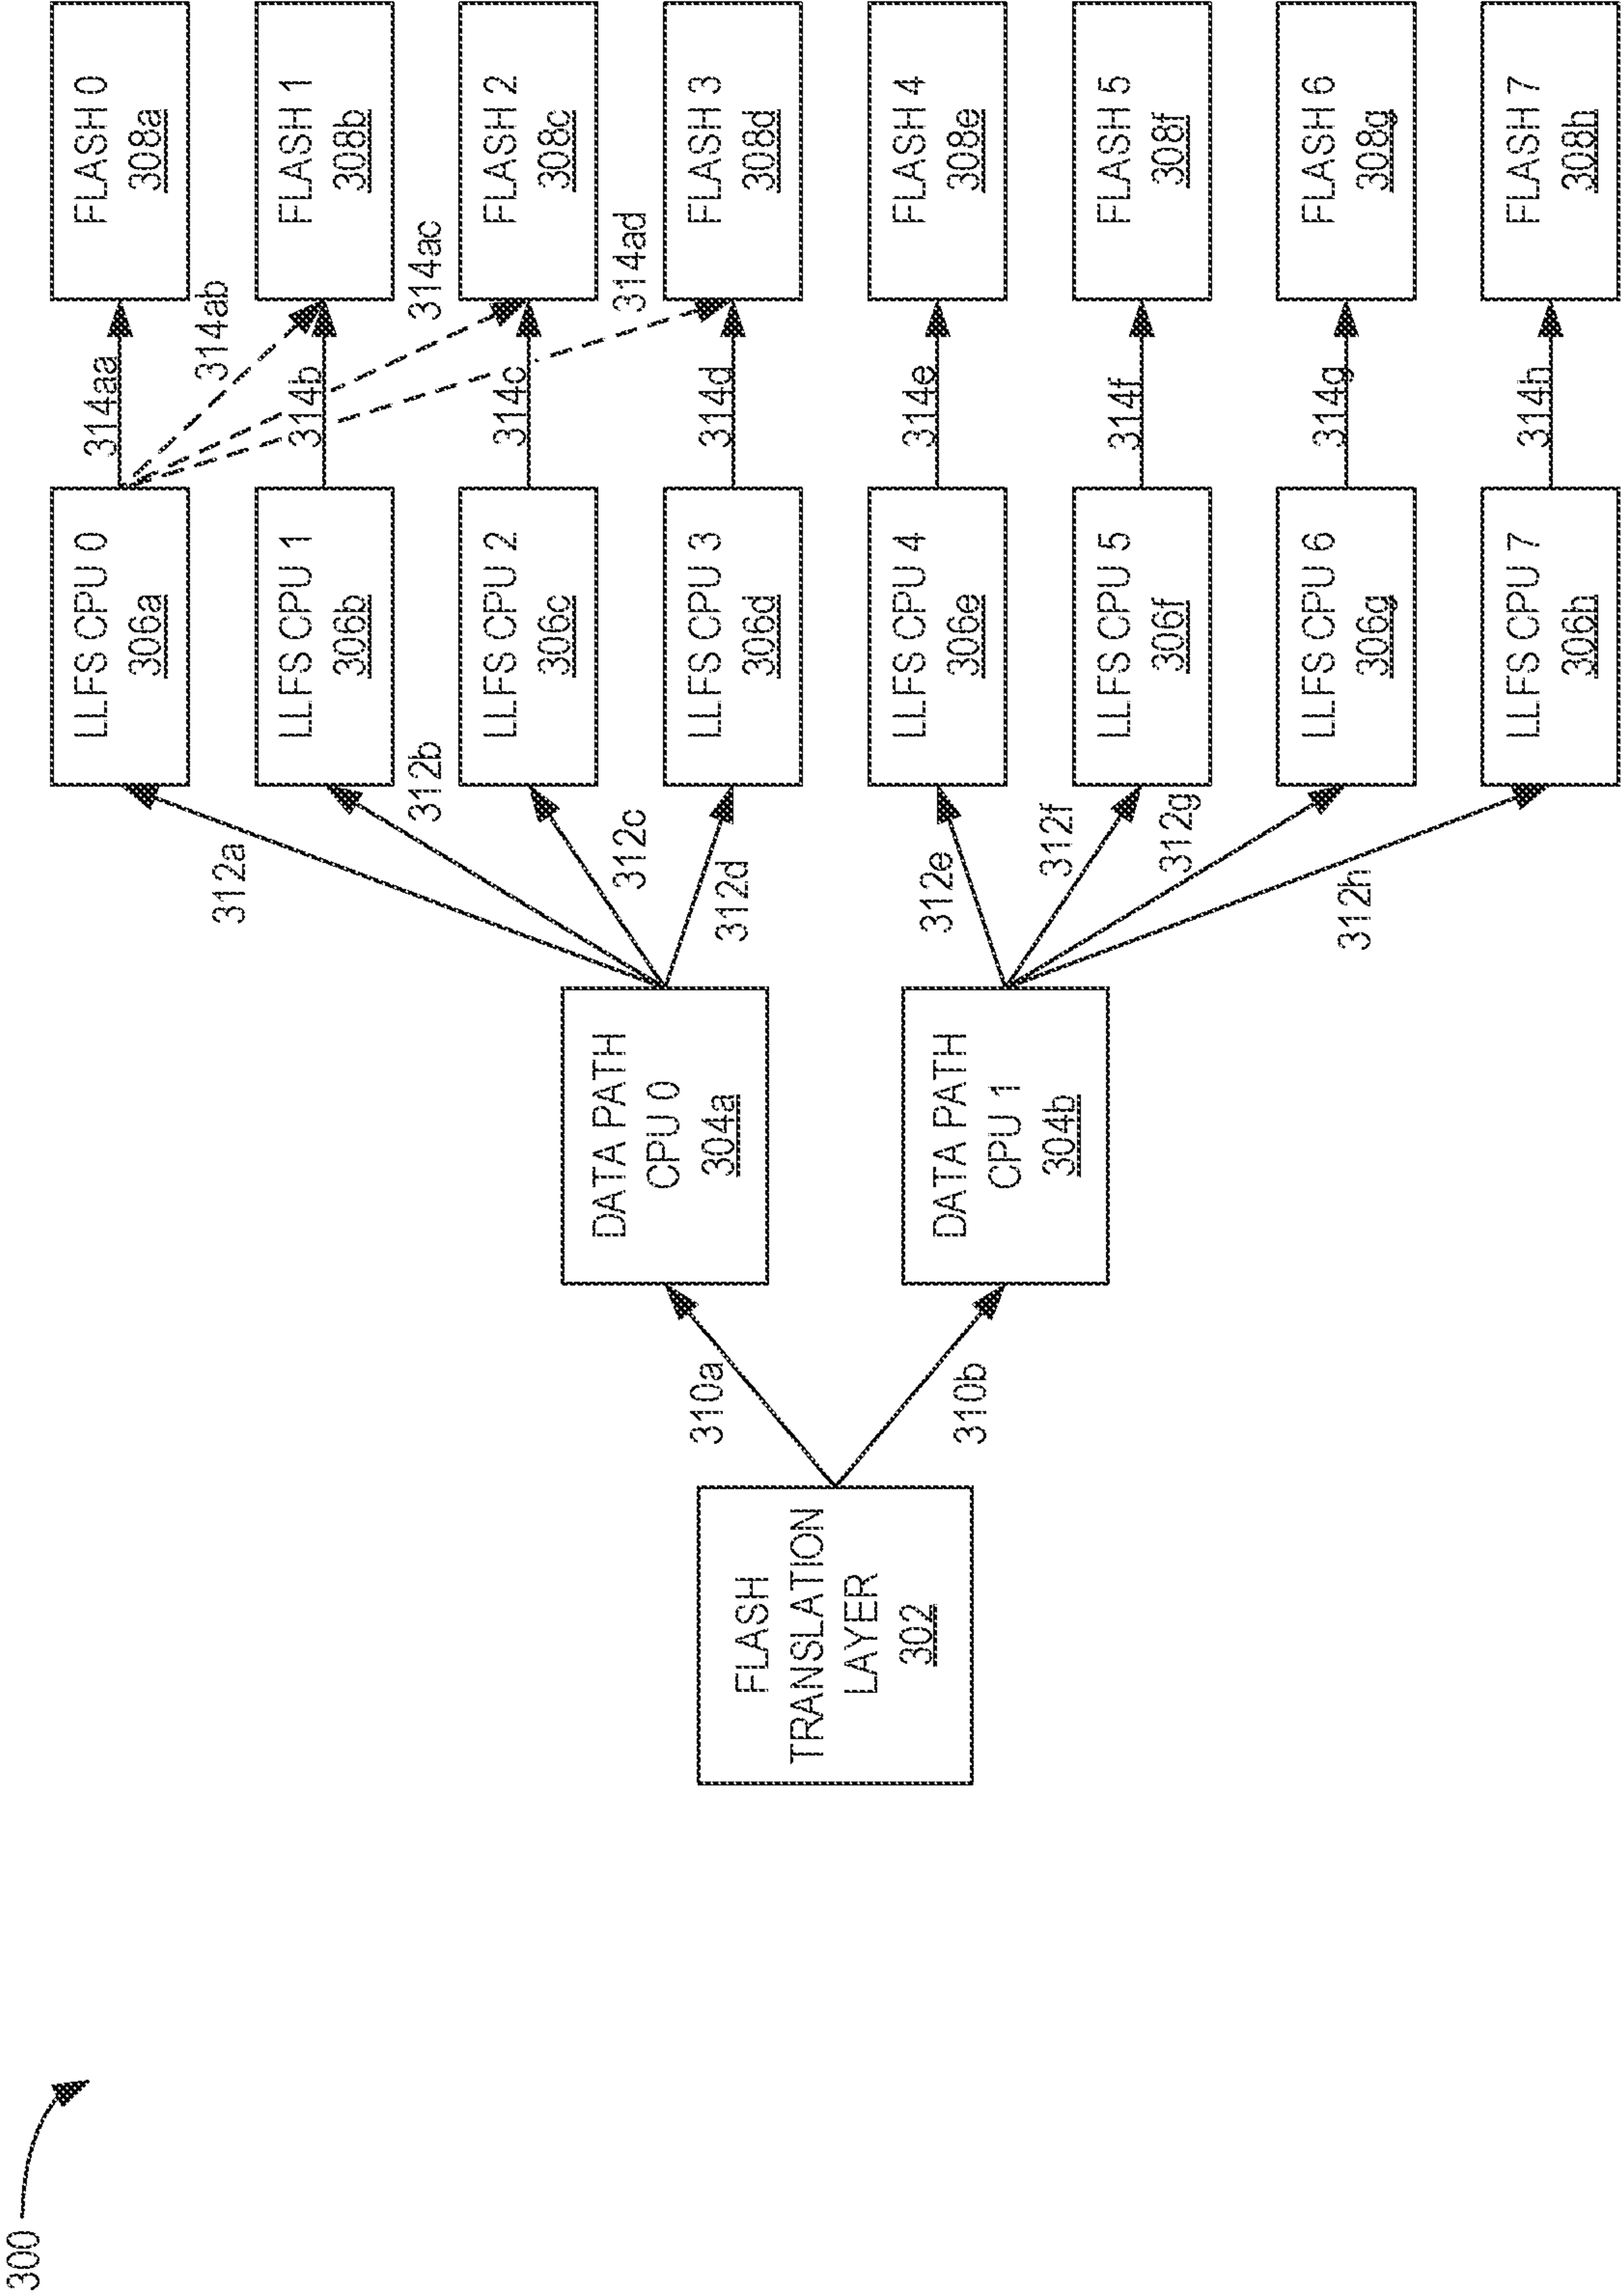 300
FLASH
TRANSLATION
LAYER
302
310a
310b
DATA PATH
CPU 0
304a
DATA PATH
CPU 1
304b
312a
312b
312c
312d
312e
312f
312g
312h
LLFS CPU 0
306a
LLFS CPU 1
306b
LLFS CPU 2
306c
LLFS CPU 3
306d
LLFS CPU 4
306e
LLFS CPU 5
306f
LLFS CPU 6
306g
LLFS CPU 7
306h
314aa
314ab
314b
314ac
314c
314ad
314d
314e
314f
314g
314h
FLASH 0
308a
FLASH 1
308b
FLASH 2
308c
FLASH 3
308d
FLASH 4
308e
FLASH 5
308f
FLASH 6
308g
FLASH 7
308h